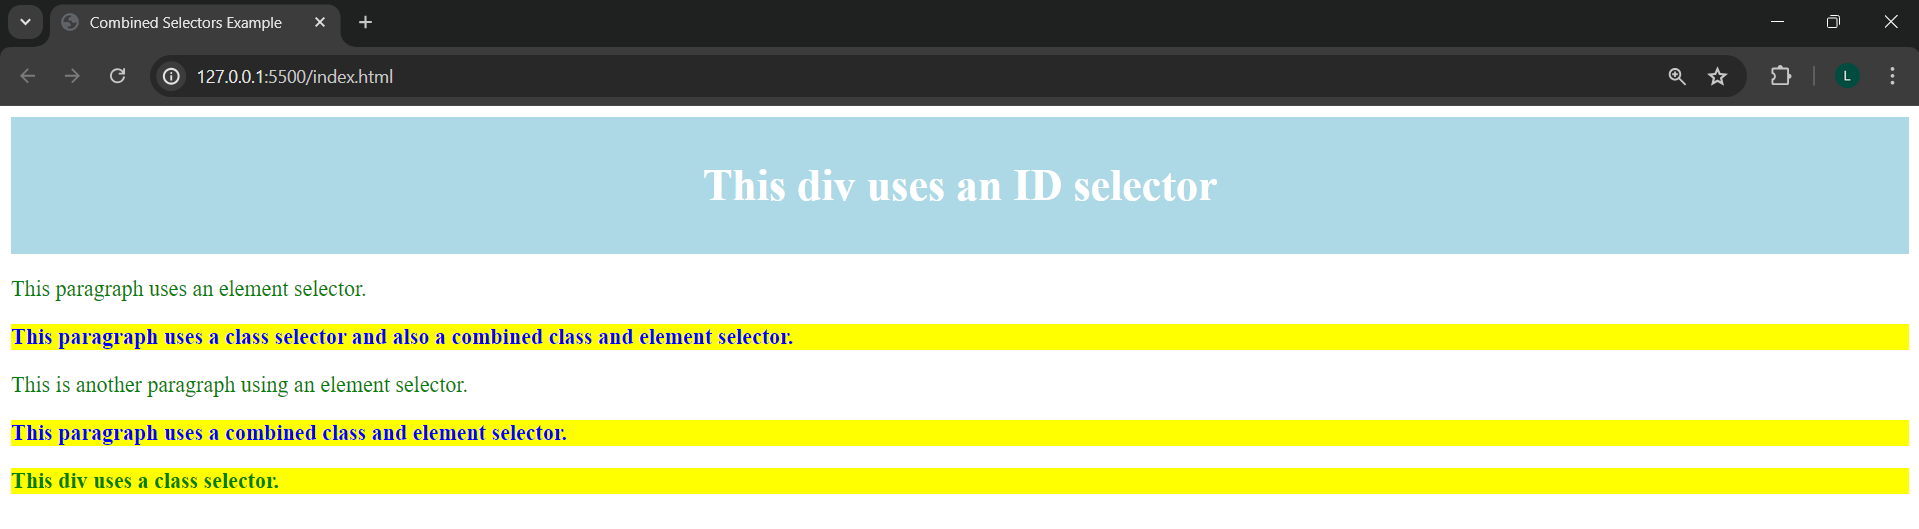 Combined Selectors Example
127.0.0.1:5500/index.html
L
This div uses an ID selector
This paragraph uses an element selector.
This paragraph uses a class selector and also a combined class and element selector.
This is another paragraph using an element selector.
This paragraph uses a combined class and element selector.
This div uses a class selector.